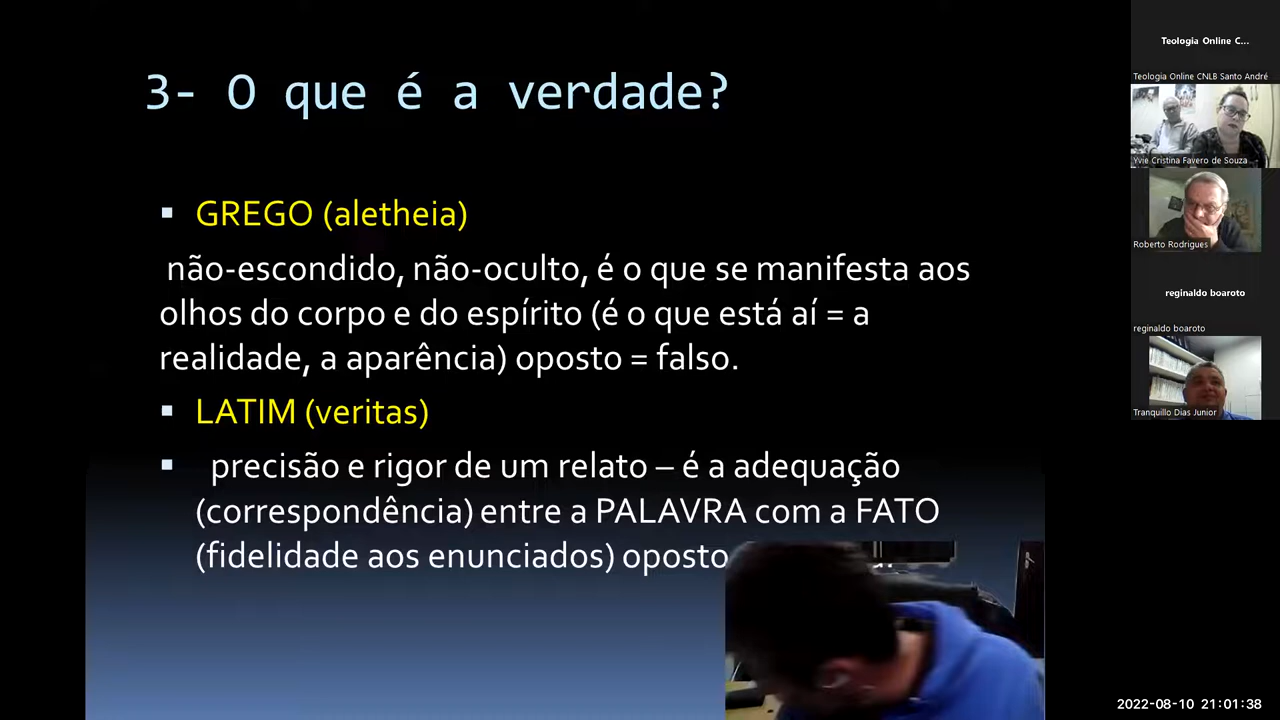 3- O que é a verdade?
GREGO (aletheia)
não-escondido, não-oculto, é o que se manifesta aos
olhos do corpo e do espírito (é o que está aí = a
realidade, a aparência) oposto = falso.
LATIM (veritas)
precisão e rigor de um relato – é a adequação
(correspondência) entre a PALAVRA com a FATO
(fidelidade aos enunciados) oposto
Teologia Online C...
Teologia Online CNLB Santo André
Yvie Cristina Favero de Souza
Roberto Rodrigues
reginaldo boaroto
reginaldo boaroto
Tranquillo Dias Junior
2022-08-10 21:01:38